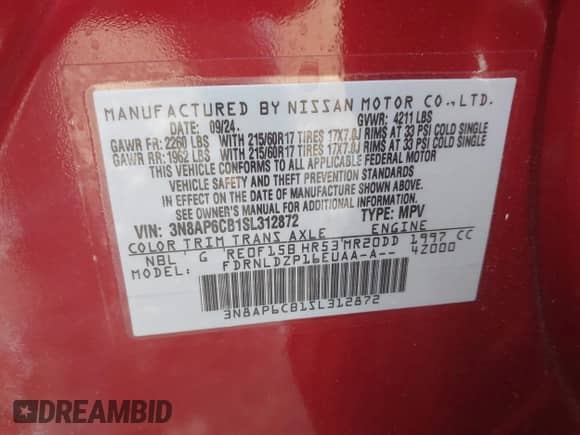 MANUFACTURED BY NISSAN MOTOR CO.,LTD.
DATE: 09/24. GVWR: 4211 LBS
GAWR FR: 2260 LBS WITH 215/60R17 TIRES 17X7.0J RIMS AT 33 PSI COLD SINGLE
GAWR RR: 1962 LBS WITH 215/60R17 TIRES 17X7.0J RIMS AT 33 PSI COLD SINGLE
THIS VEHICLE CONFORMS TO ALL APPLICABLE FEDERAL MOTOR
VEHICLE SAFETY AND THEFT PREVENTION STANDARDS
IN EFFECT ON THE DATE OF MANUFACTURE SHOWN ABOVE.
SEE OWNER'S MANUAL FOR ADDITIONAL INFORMATION.
VIN: 3N8AP6CB1SL312872 TYPE: MPV
COLOR TRIM TRANS AXLE ENGINE
NBL G RE0F15B HR53 MR20DD 1997 CC
MODEL: FDRNLDZP16EUAA-A-- 4Z000
3N8AP6CB1SL312872
DREAMBID